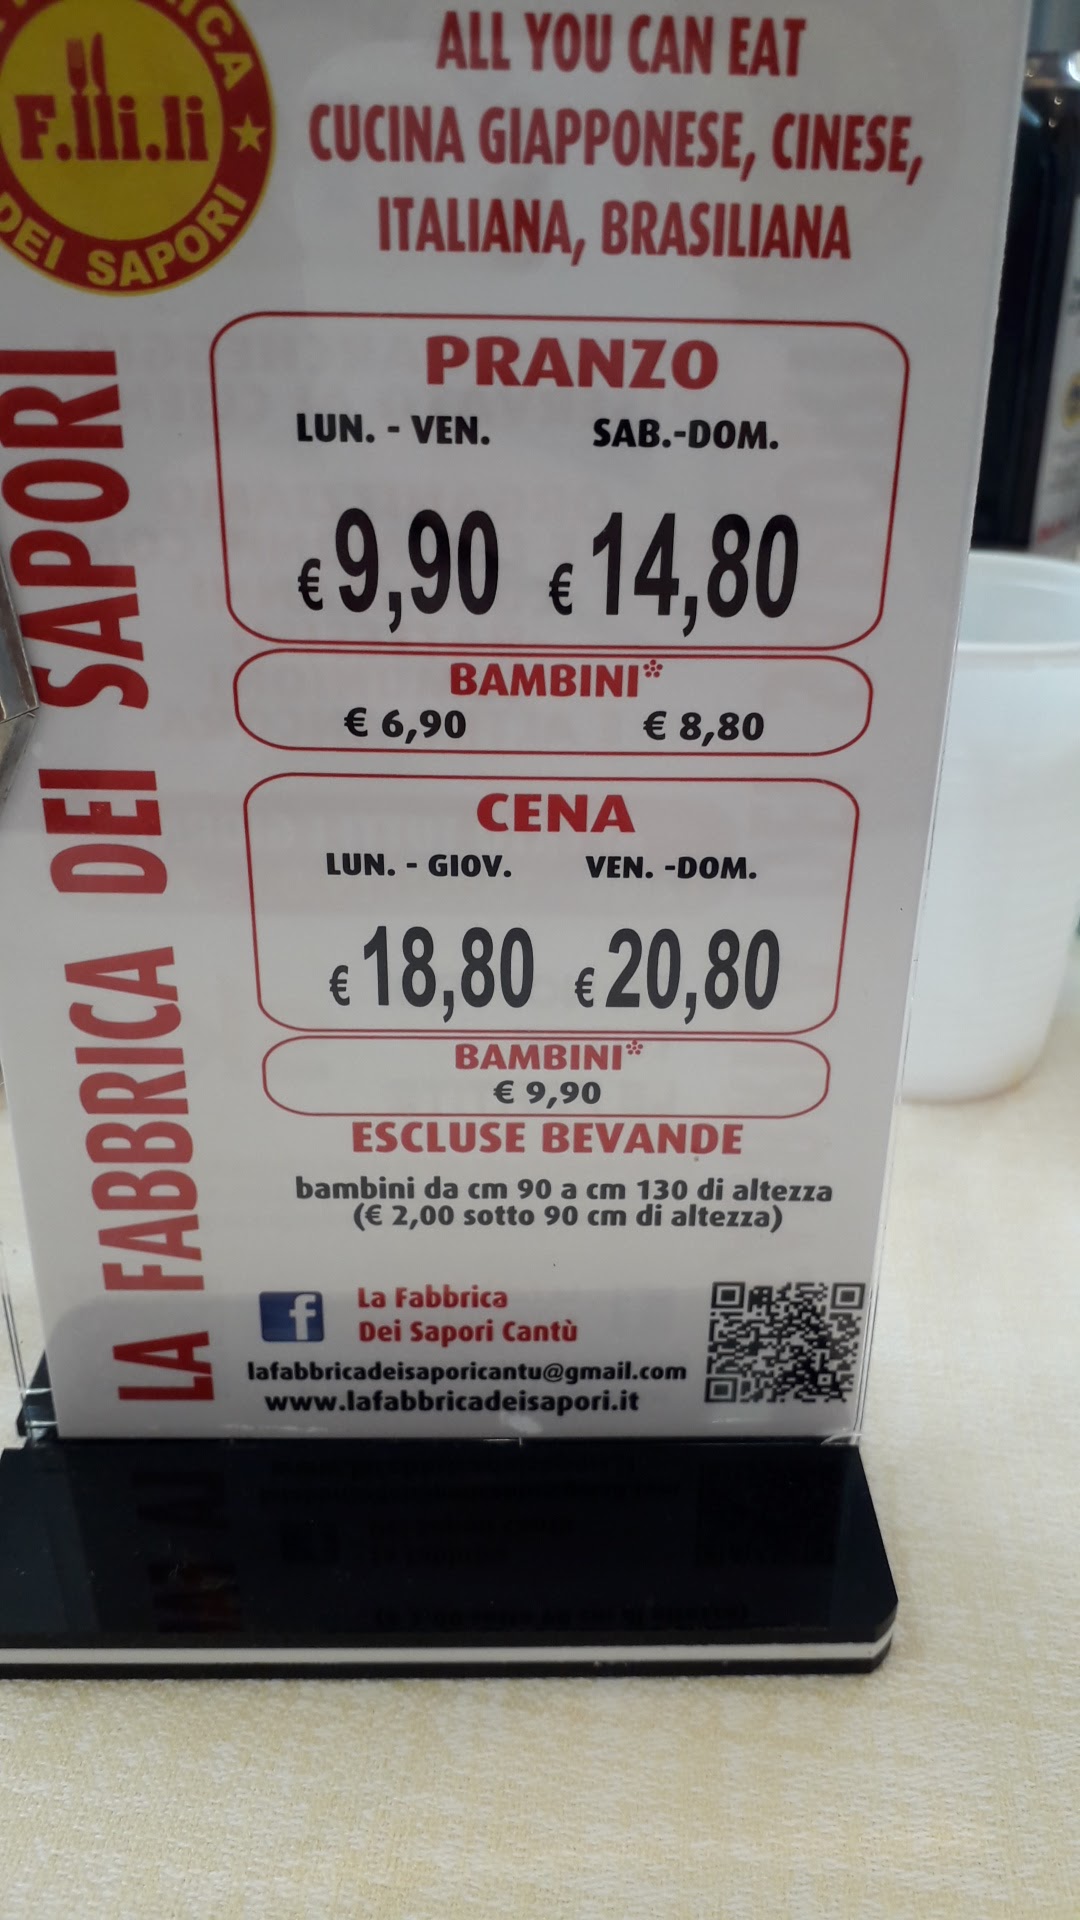 F.lli.li
DEI SAPORI
ALL YOU CAN EAT
CUCINA GIAPPONESE, CINESE,
ITALIANA, BRASILIANA
LA FABBRICA DEI SAPORI
PRANZO
LUN. - VEN. SAB.-DOM.
€ 9,90 € 14,80
BAMBINI*
€ 6,90 € 8,80
CENA
LUN. - GIOV. VEN. -DOM.
€ 18,80 € 20,80
BAMBINI*
€ 9,90
ESCLUSE BEVANDE
bambini da cm 90 a cm 130 di altezza
(€ 2,00 sotto 90 cm di altezza)
f
La Fabbrica
Dei Sapori Cantù
lafabbricadeisaporicantu@gmail.com
www.lafabbricadeisapori.it